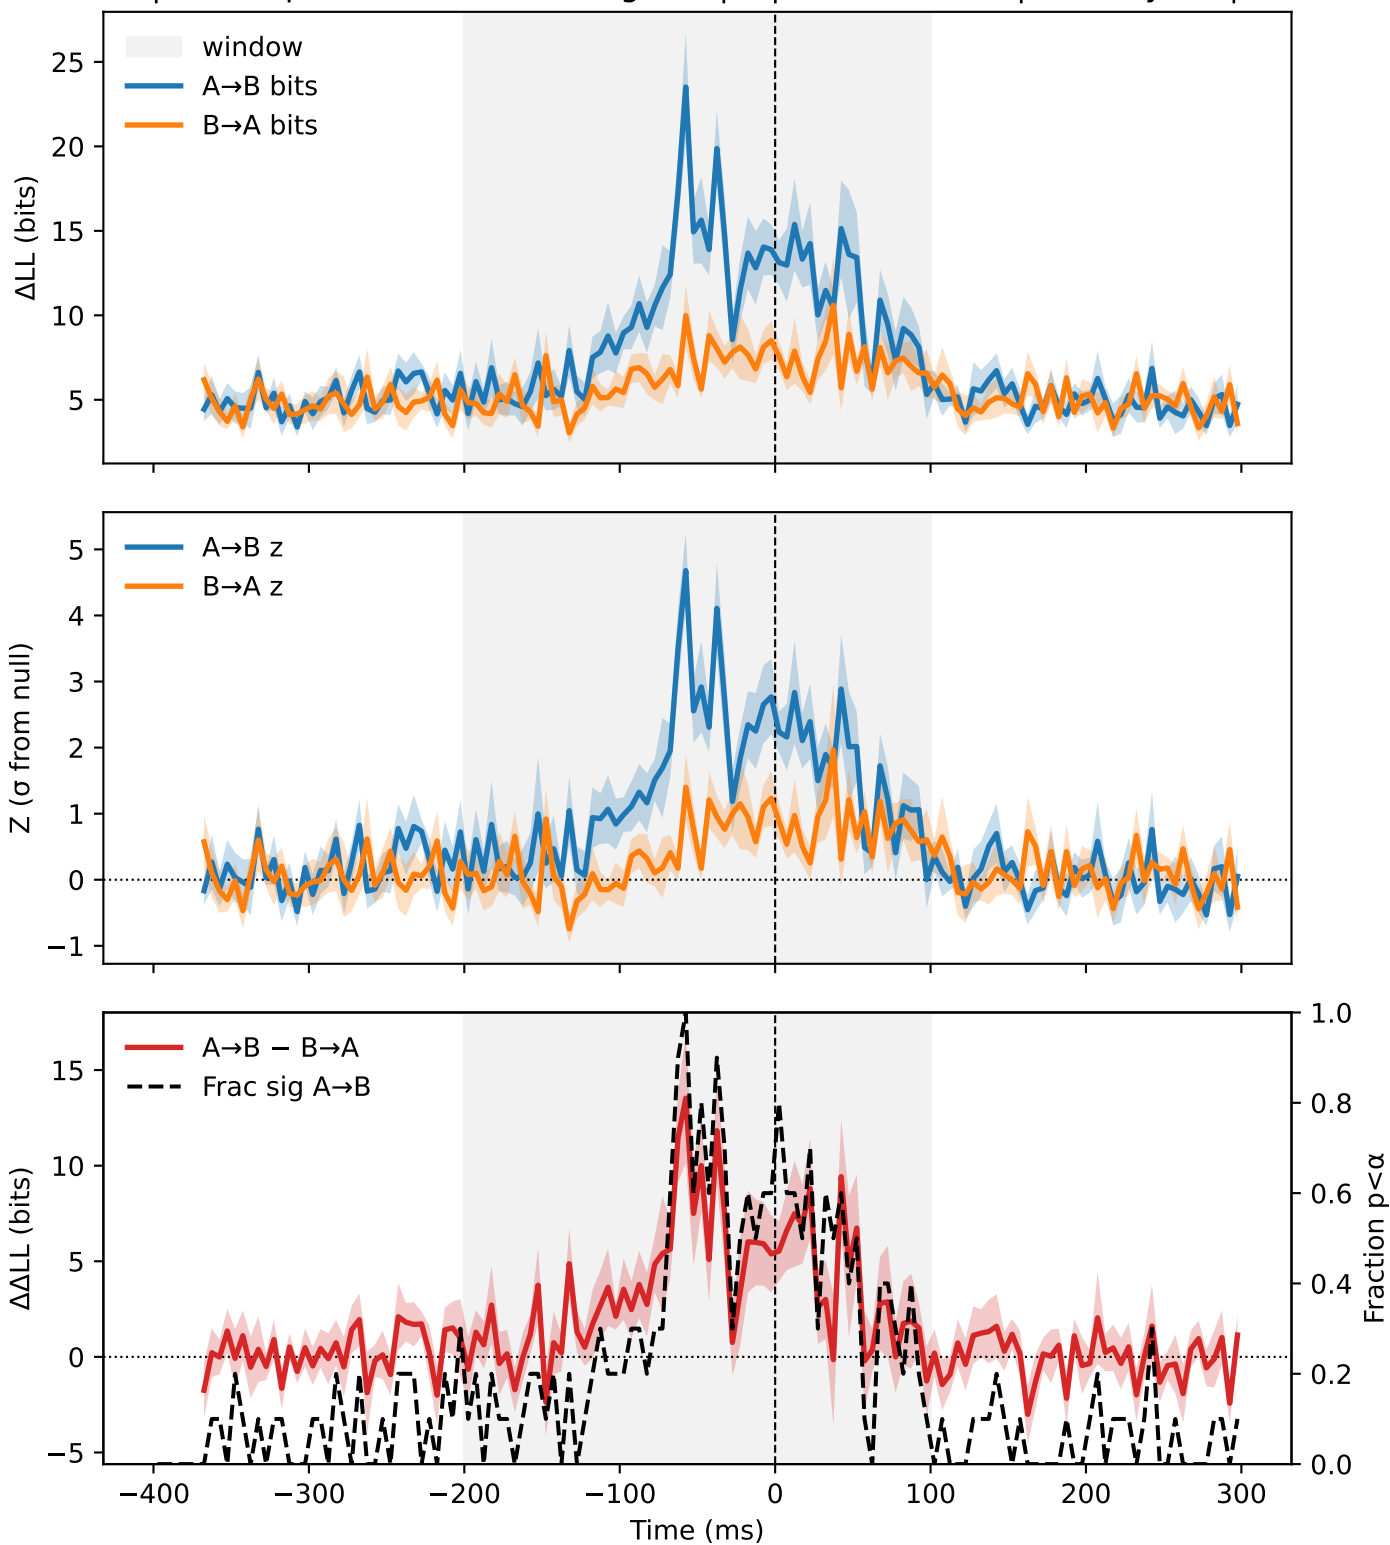 window
A→B bits
B→A bits
25
20
15
10
5
ΔLL (bits)
A→B z
B→A z
5
4
3
2
1
0
−1
Z (σ from null)
A→B − B→A
Frac sig A→B
15
10
5
0
−5
ΔΔLL (bits)
1.0
0.8
0.6
0.4
0.2
0.0
Fraction p<α
−400 −300 −200 −100 0 100 200 300
Time (ms)